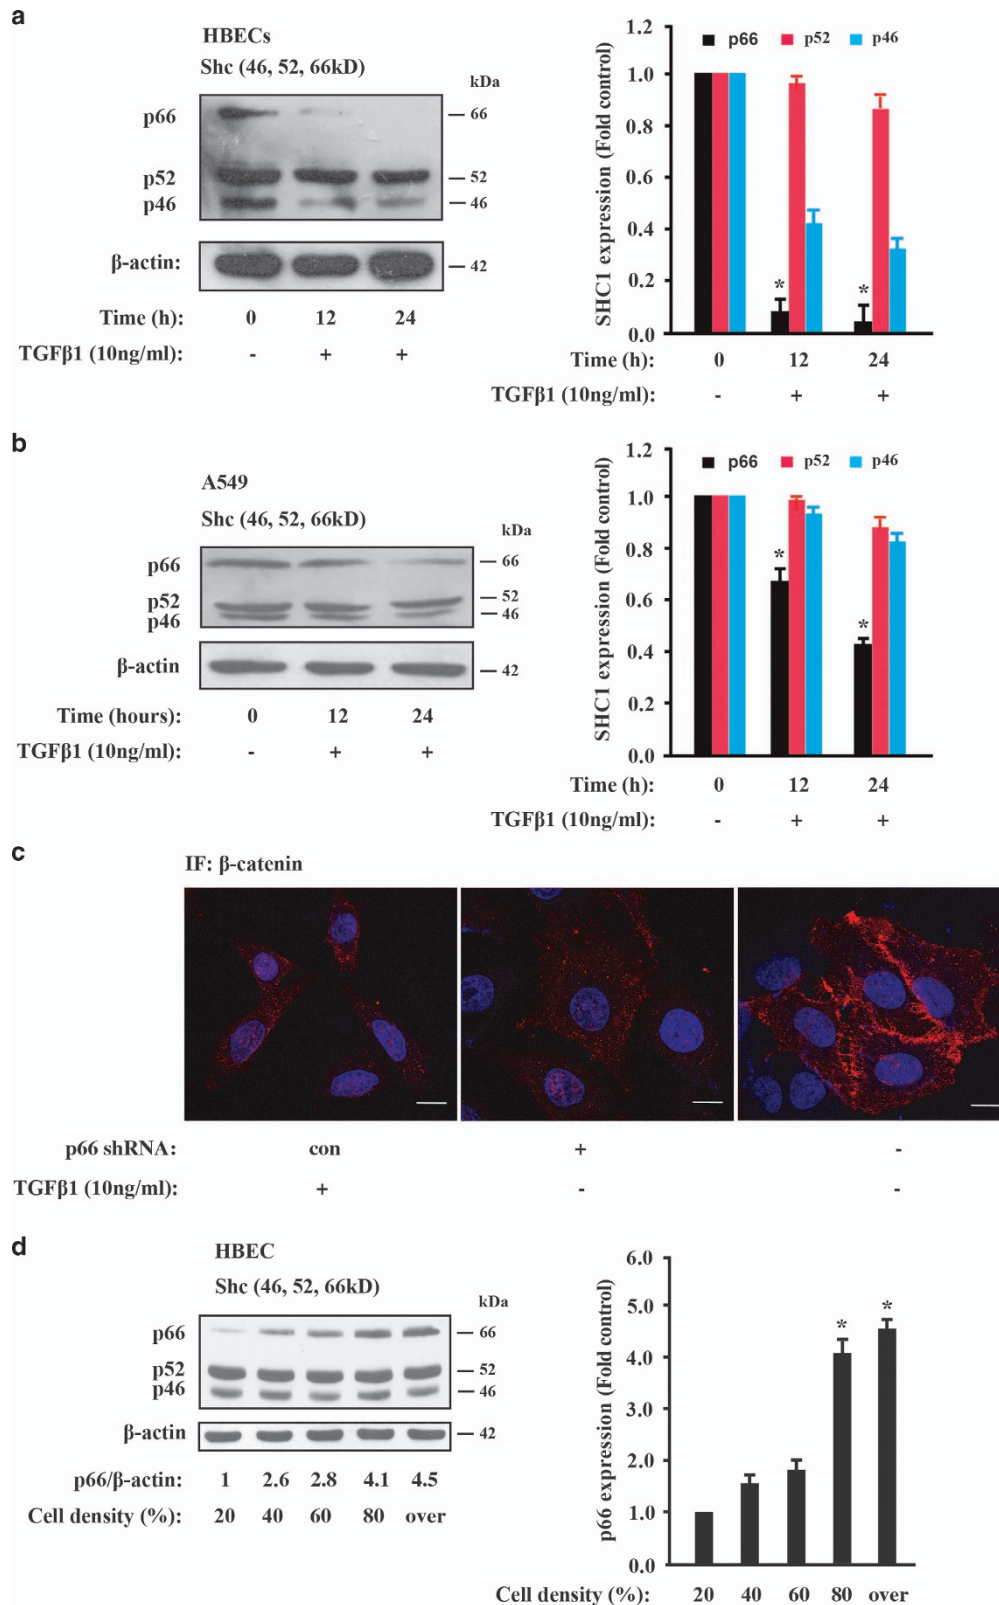 a
HBECs
Shc (46, 52, 66kD)
kDa
p66
66
p52
52
p46
46
β-actin:
42
Time (h): 0 12 24
TGFβ1 (10ng/ml): - + +
SHC1 expression (Fold control)
1.2
1.0
0.8
0.6
0.4
0.2
0.0
p66 p52 p46
* *
Time (h): 0 12 24
TGFβ1 (10ng/ml): - + +
b
A549
Shc (46, 52, 66kD)
kDa
p66
66
p52
52
p46
46
β-actin
42
Time (hours): 0 12 24
TGFβ1 (10ng/ml): - + +
SHC1 expression (Fold control)
1.2
1.0
0.8
0.6
0.4
0.2
0.0
p66 p52 p46
*
*
Time (h): 0 12 24
TGFβ1 (10ng/ml): - + +
c
IF: β-catenin
p66 shRNA: con + -
TGFβ1 (10ng/ml): + - -
d
HBEC
Shc (46, 52, 66kD)
kDa
p66
66
p52
52
p46
46
β-actin
42
p66/β-actin: 1 2.6 2.8 4.1 4.5
Cell density (%): 20 40 60 80 over
p66 expression (Fold control)
6.0
5.0
4.0
3.0
2.0
1.0
0.0
* *
Cell density (%): 20 40 60 80 over